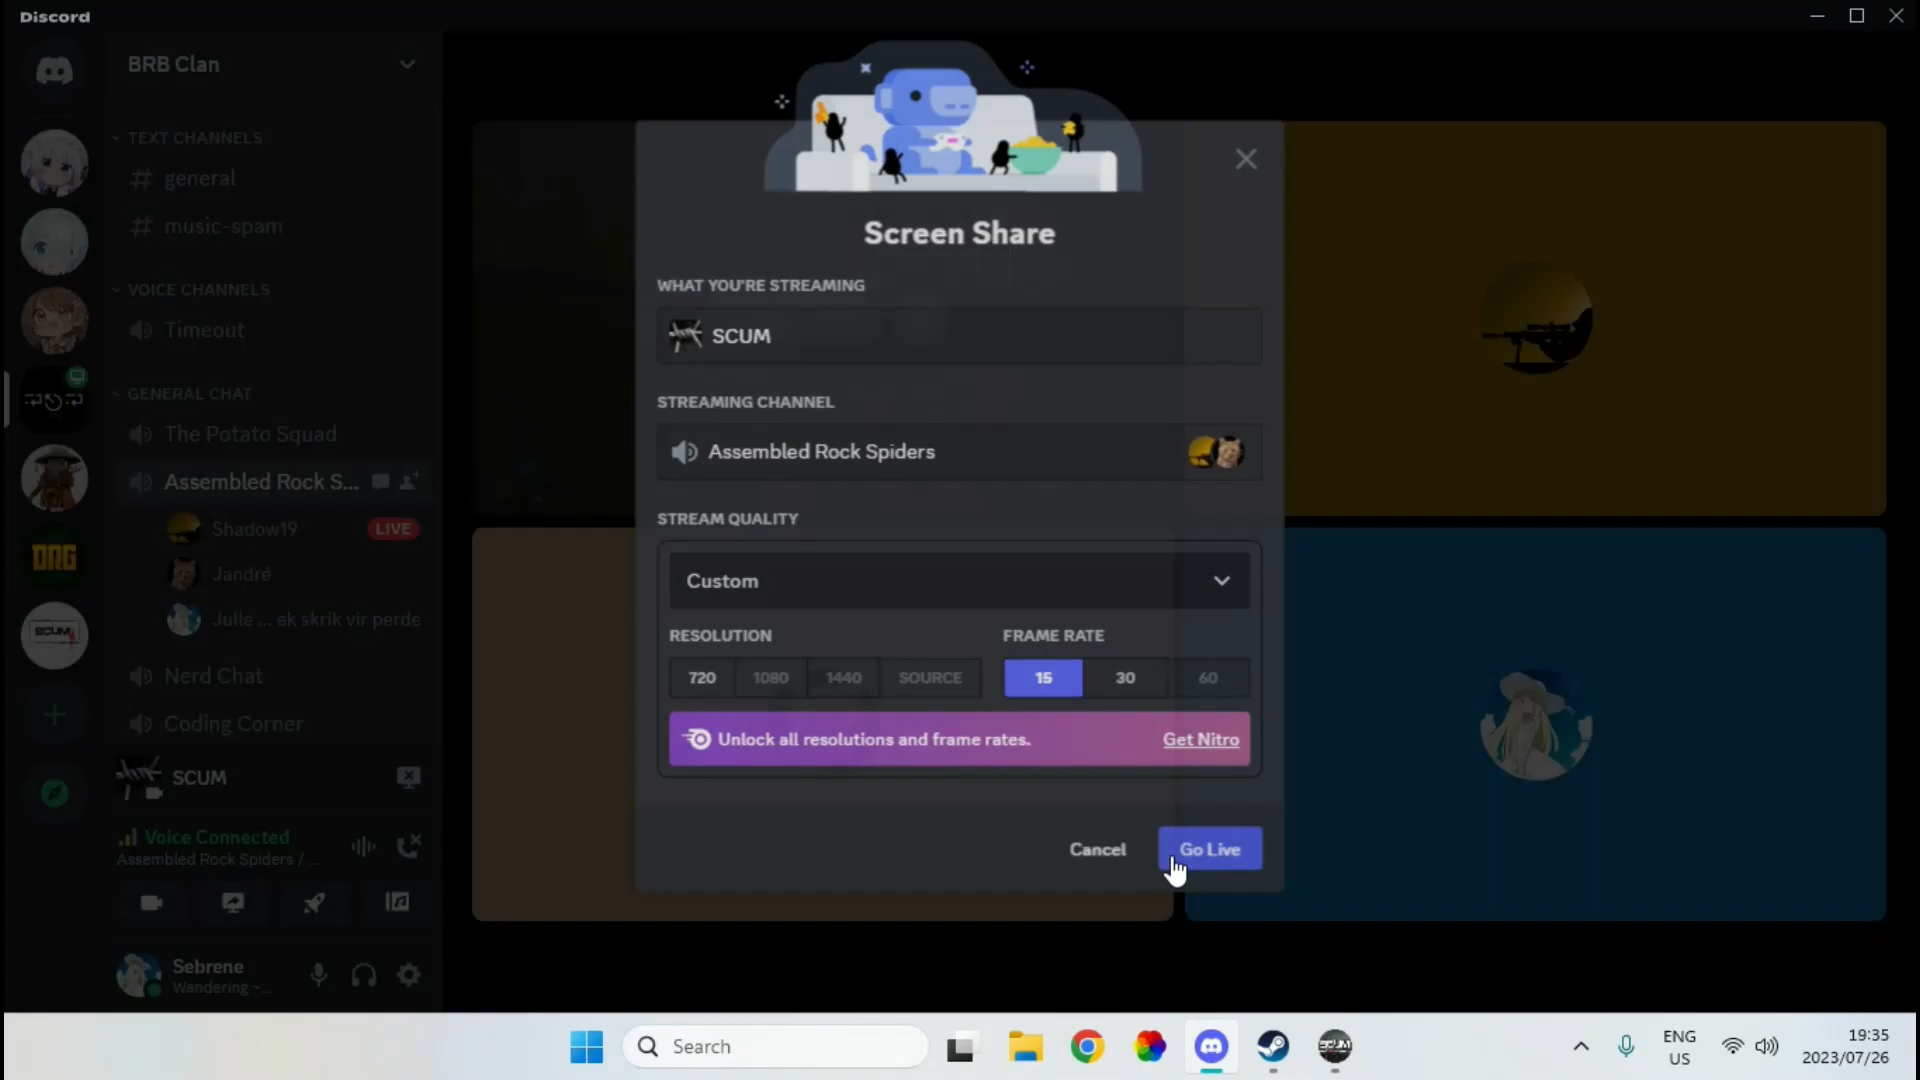 Discord
BRB Clan
TEXT CHANNELS
general
music-spam
VOICE CHANNELS
Timeout
GENERAL CHAT
The Potato Squad
Assembled Rock S...
Shadow19
LIVE
Jandré
Julle ... ek skrik vir perde
Nerd Chat
Coding Corner
SCUM
Voice Connected
Assembled Rock Spiders / ...
Sebrene
Wandering ~...
DRG
SCUM
Screen Share
WHAT YOU'RE STREAMING
SCUM
STREAMING CHANNEL
Assembled Rock Spiders
STREAM QUALITY
Custom
RESOLUTION
FRAME RATE
720 1080 1440 SOURCE
15 30 60
Unlock all resolutions and frame rates.
Get Nitro
Cancel
Go Live
Search
SCUM
ENG
US
19:35
2023/07/26